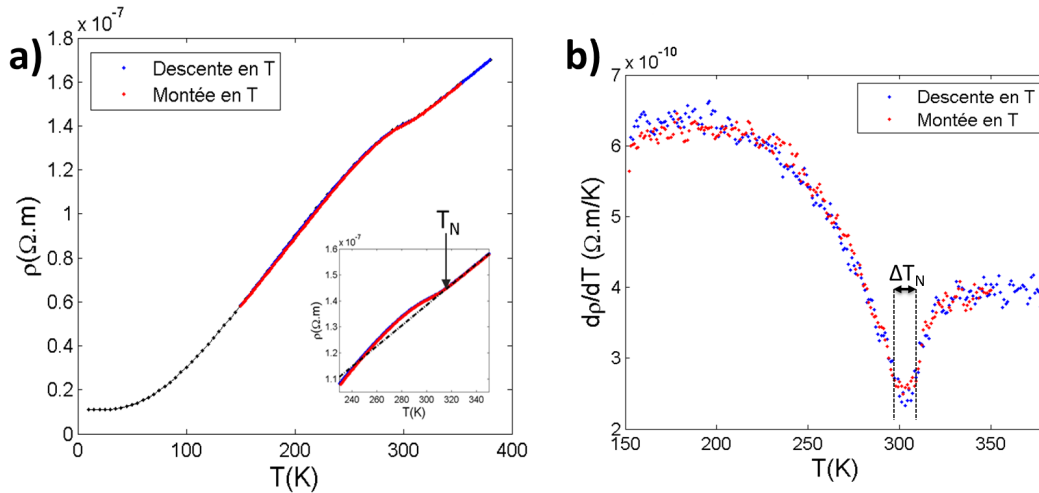 a)
× 10⁻⁷
1.8
1.6
1.4
1.2
1
0.8
0.6
0.4
0.2
0
ρ(Ω.m)
Descente en T
Montée en T
0 100 200 300 400
T(K)
T_N
× 10⁻⁷
1.6
1.5
1.4
1.3
1.2
1.1
ρ(Ω.m)
240 260 280 300 320 340
T(K)
b)
× 10⁻¹⁰
7
6
5
4
3
2
dρ/dT (Ω.m/K)
Descente en T
Montée en T
ΔT_N
150 200 250 300 350
T(K)